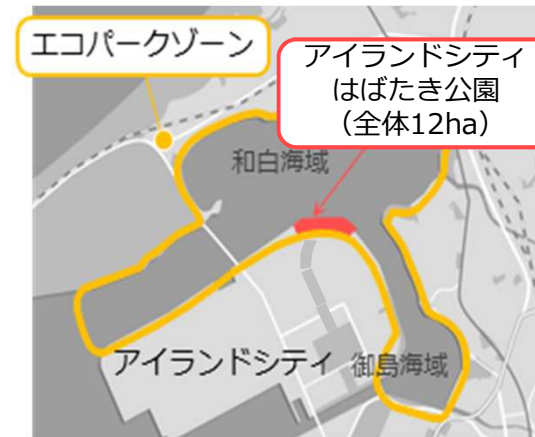 エコパークゾーン
アイランドシティ
はばたき公園
（全体12ha）
和白海域
アイランドシティ
御島海域